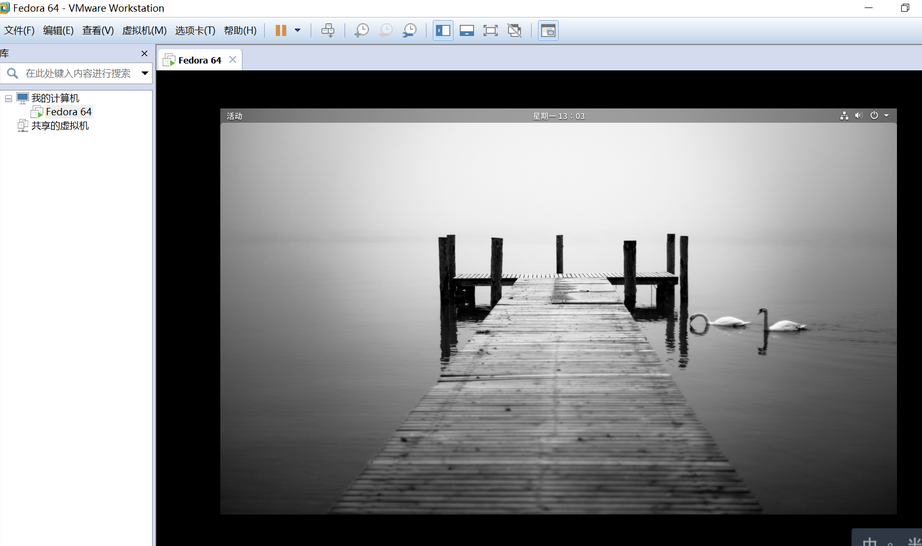 Fedora 64 - VMware Workstation
文件(F) 编辑(E) 查看(V) 虚拟机(M) 选项卡(T) 帮助(H)
库
在此处键入内容进行搜索
我的计算机
Fedora 64
共享的虚拟机
Fedora 64
活动
星期一 13：03
中